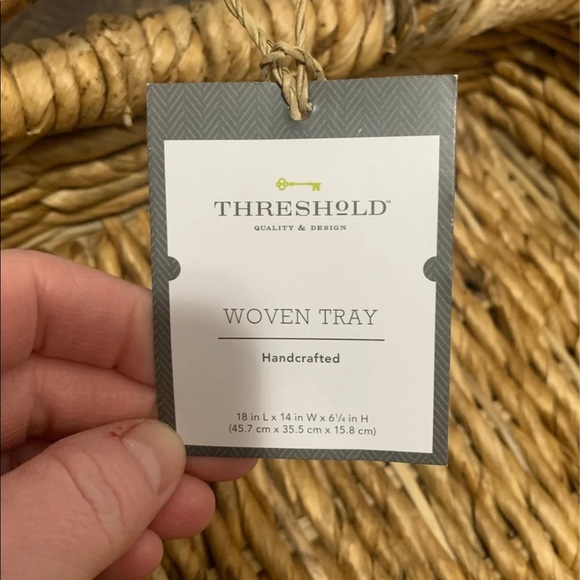 THRESHOLD™
QUALITY & DESIGN
WOVEN TRAY
Handcrafted
18 in L x 14 in W x 6¼ in H
(45.7 cm x 35.5 cm x 15.8 cm)